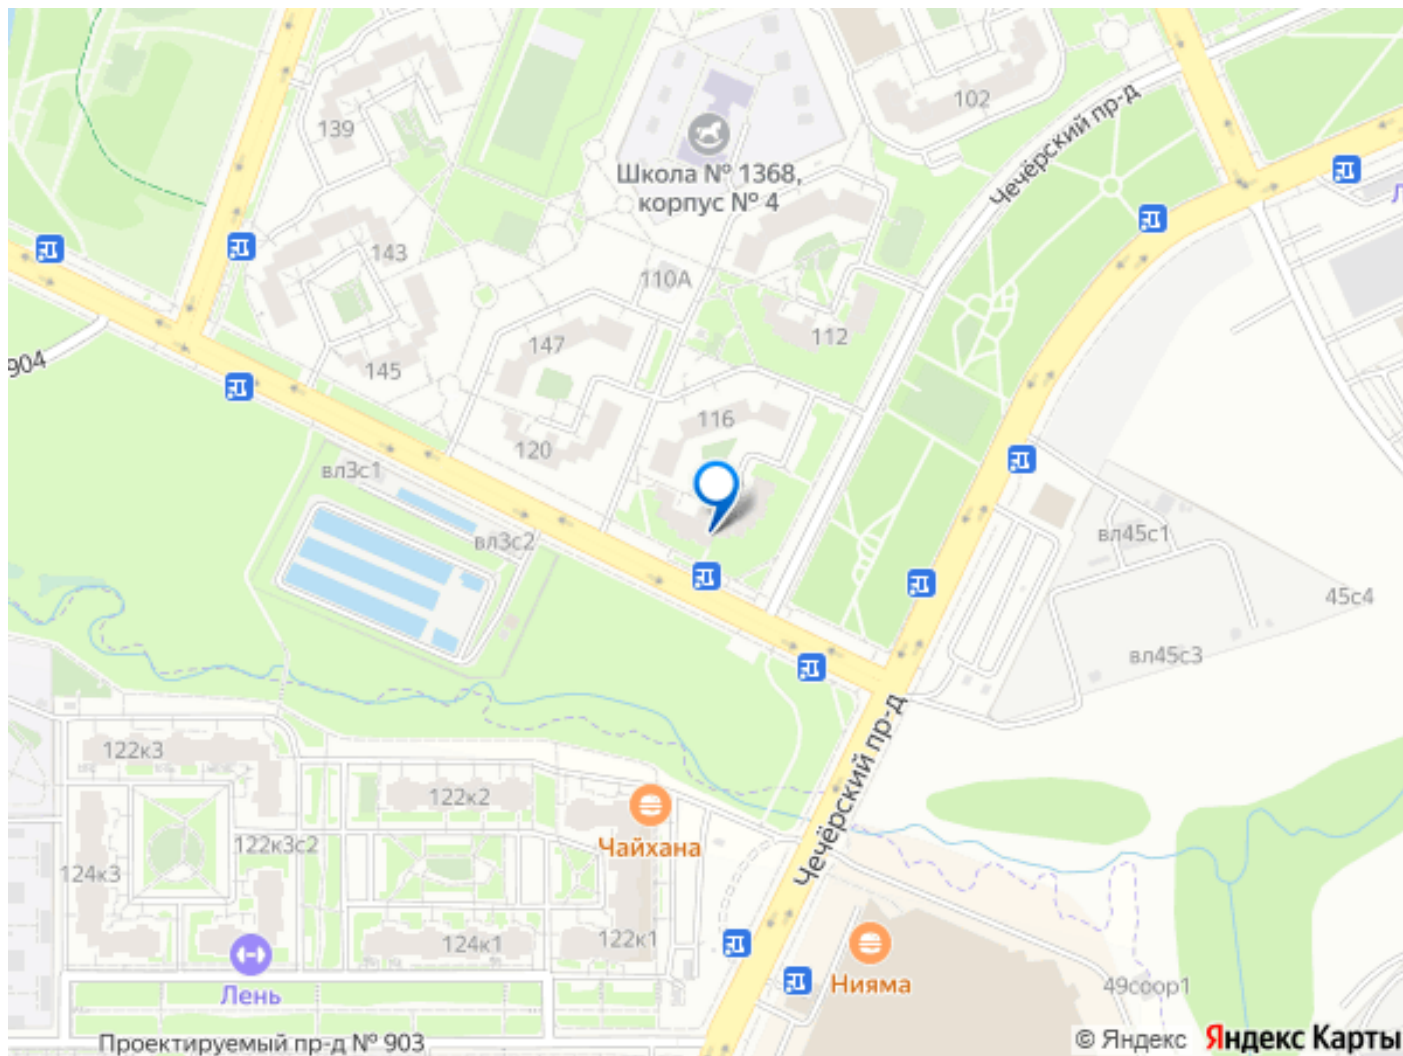 102
Чечёрский пр-д
139
Школа № 1368,
корпус № 4
Л
143
110А
112
147
904
145
116
120
вл3с1
вл3с2
вл45с1
45с4
вл45с3
Чечёрский пр-д
122к3
122к2
Чайхана
122к3с2
124к3
124к1
122к1
Лень
Нияма
49соор1
Проектируемый пр-д № 903
© Яндекс Яндекс Карты